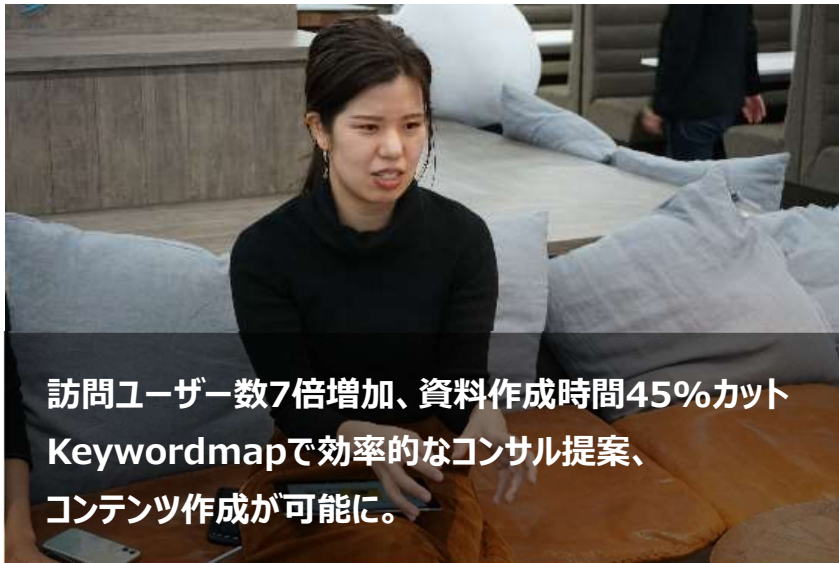 訪問ユーザー数7倍増加、資料作成時間45%カット
Keywordmapで効率的なコンサル提案、
コンテンツ作成が可能に。